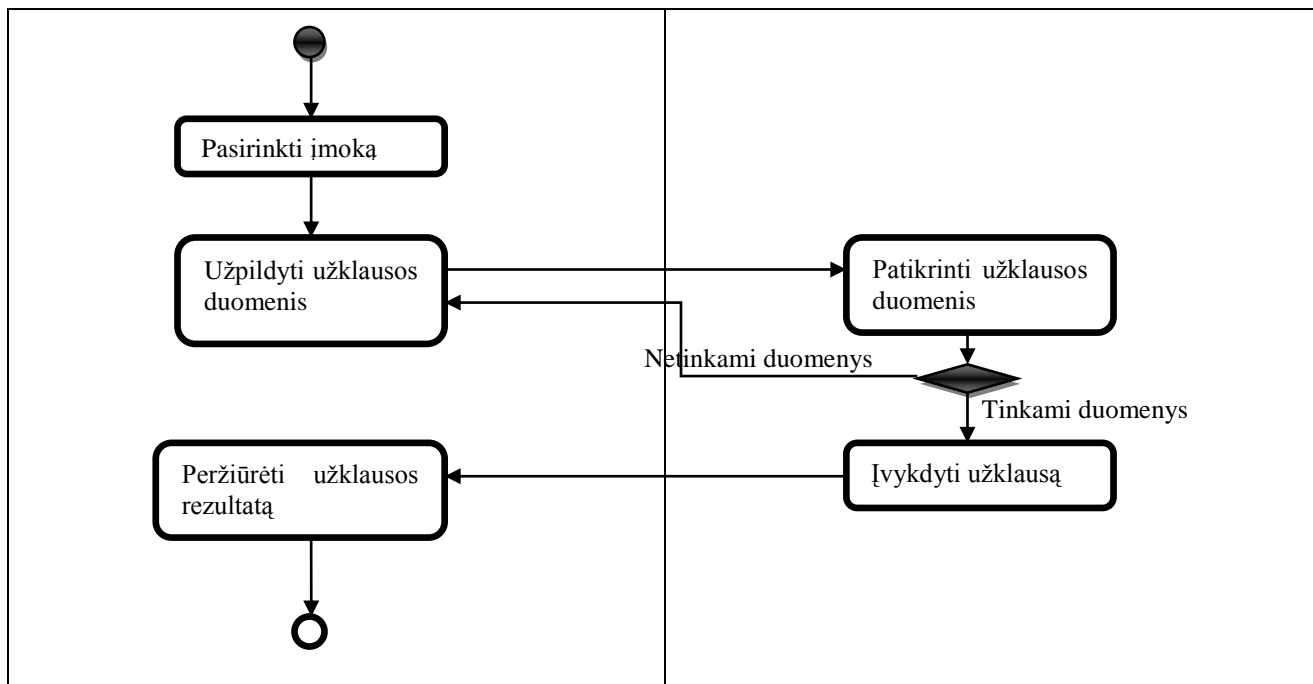 Pasirinkti įmoką
Užpildyti užklausos
duomenis
Patikrinti užklausos
duomenis
Netinkami duomenys
Tinkami duomenys
Peržiūrėti užklausos
rezultatą
Įvykdyti užklausą